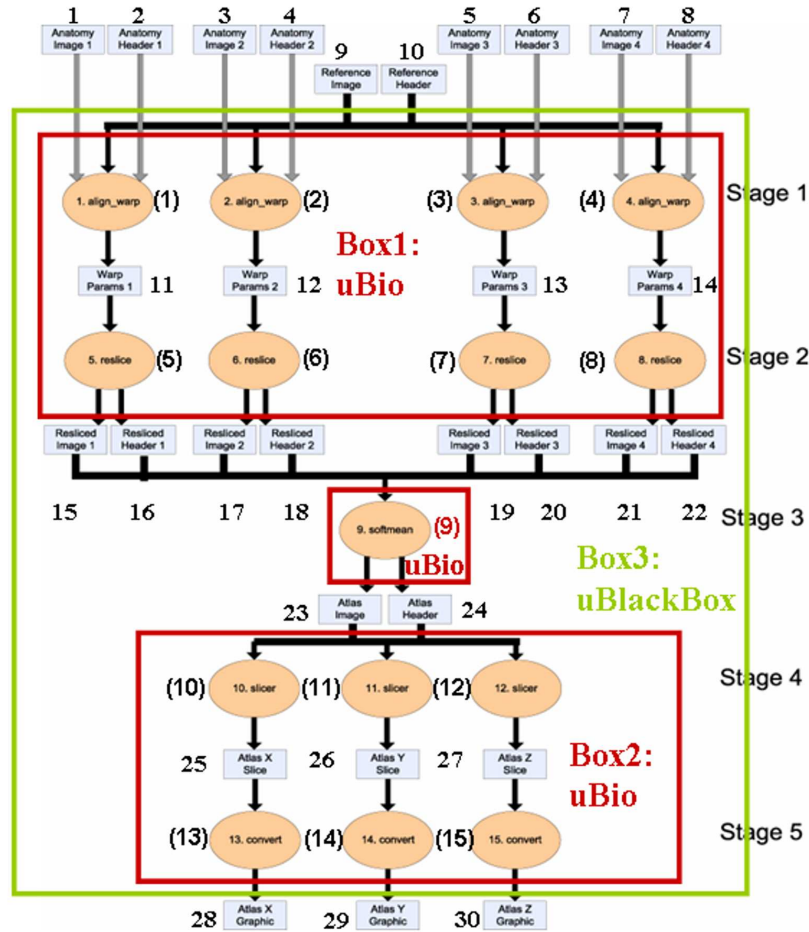 1 2 3 4 5 6 7 8
Anatomy Image 1
Anatomy Header 1
Anatomy Image 2
Anatomy Header 2
Anatomy Image 3
Anatomy Header 3
Anatomy Image 4
Anatomy Header 4
9 10
Reference Image
Reference Header
1. align_warp (1)
2. align_warp (2)
(3) 3. align_warp
(4) 4. align_warp
Stage 1
Box1:
uBio
Warp Params 1 11
Warp Params 2 12
Warp Params 3 13
Warp Params 4 14
5. reslice (5)
6. reslice (6)
(7) 7. reslice
(8) 8. reslice
Stage 2
Resliced Image 1
Resliced Header 1
Resliced Image 2
Resliced Header 2
Resliced Image 3
Resliced Header 3
Resliced Image 4
Resliced Header 4
15 16 17 18 19 20 21 22
Stage 3
9. softmean (9)
uBio
Box3:
uBlackBox
23 Atlas Image
Atlas Header 24
Stage 4
(10) 10. slicer
(11) 11. slicer
(12) 12. slicer
25 Atlas X Slice
26 Atlas Y Slice
27 Atlas Z Slice
Box2:
uBio
(13) 13. convert
(14) 14. convert
(15) 15. convert
Stage 5
28 Atlas X Graphic
29 Atlas Y Graphic
30 Atlas Z Graphic